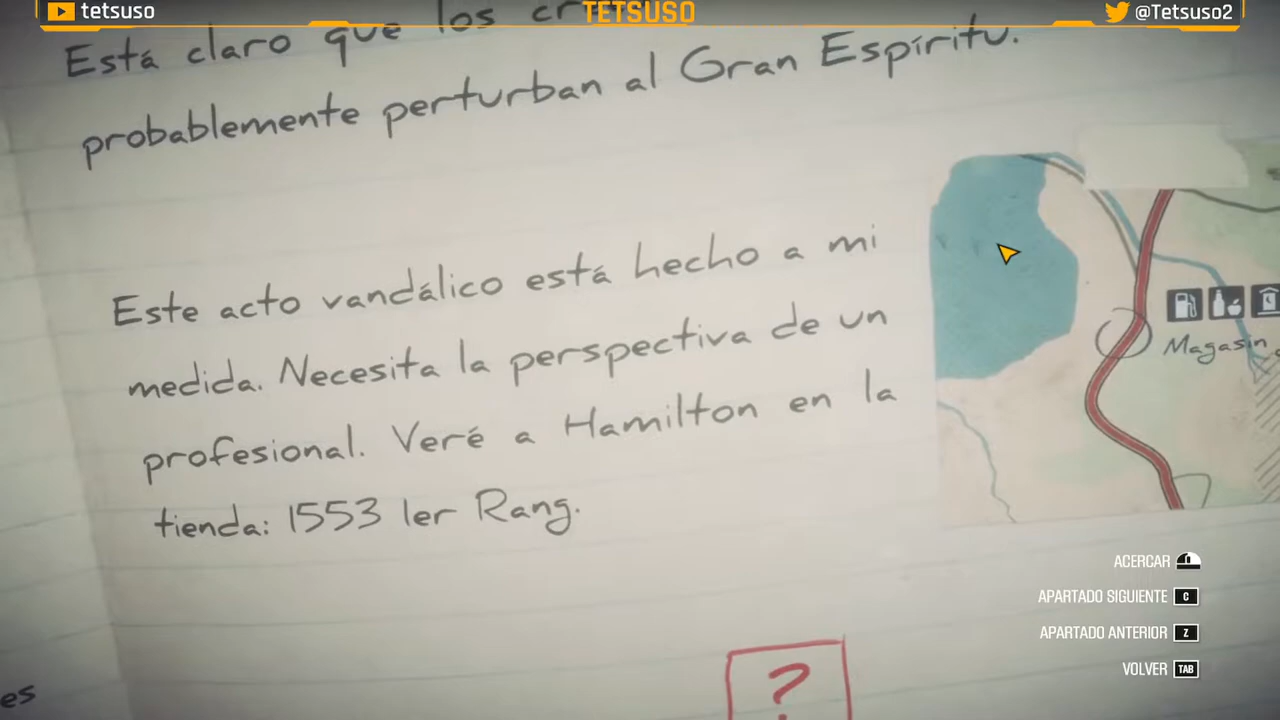 tetsuso
TETSUSO
@Tetsuso2
Está claro que los
probablemente perturban al Gran Espíritu.
Este acto vandálico está hecho a mi
medida. Necesita la perspectiva de un
profesional. Veré a Hamilton en la
tienda: 1553 1er Rang.
Magasin
ACERCAR
APARTADO SIGUIENTE C
APARTADO ANTERIOR Z
VOLVER TAB
es
?